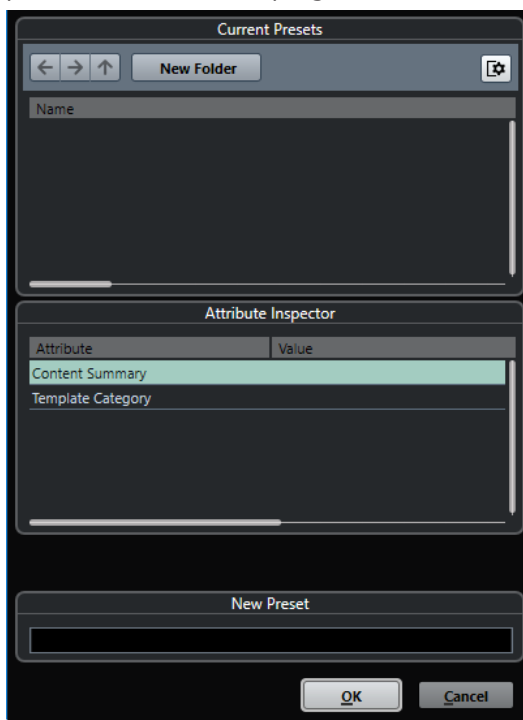 Current Presets
New Folder
Name
Attribute Inspector
Attribute Value
Content Summary
Template Category
New Preset
OK Cancel